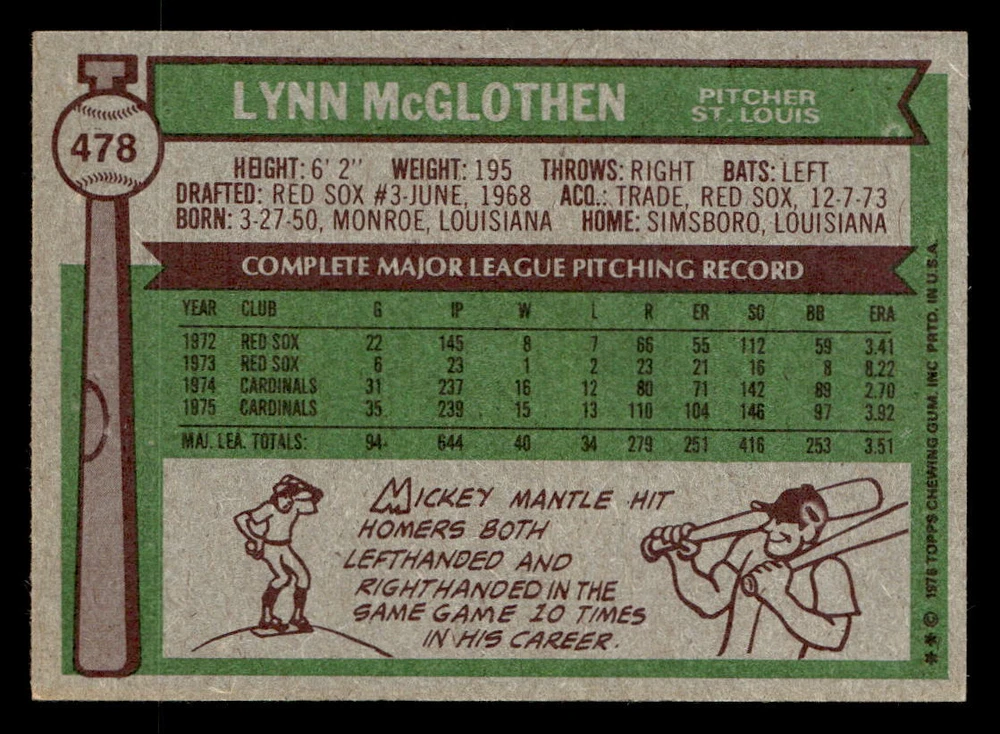 478
LYNN McGLOTHEN
PITCHER
ST. LOUIS
HEIGHT: 6' 2" WEIGHT: 195 THROWS: RIGHT BATS: LEFT
DRAFTED: RED SOX #3-JUNE, 1968 ACQ.: TRADE, RED SOX, 12-7-73
BORN: 3-27-50, MONROE, LOUISIANA HOME: SIMSBORO, LOUISIANA
COMPLETE MAJOR LEAGUE PITCHING RECORD
YEAR CLUB G IP W L R ER SO BB ERA
1972 RED SOX 22 145 8 7 66 55 112 59 3.41
1973 RED SOX 6 23 1 2 23 21 16 8 8.22
1974 CARDINALS 31 237 16 12 80 71 142 89 2.70
1975 CARDINALS 35 239 15 13 110 104 146 97 3.92
MAJ. LEA. TOTALS: 94 644 40 34 279 251 416 253 3.51
MICKEY MANTLE HIT
HOMERS BOTH
LEFTHANDED AND
RIGHTHANDED IN THE
SAME GAME 10 TIMES
IN HIS CAREER.
** © 1976 TOPPS CHEWING GUM, INC. PRTD. IN U.S.A.